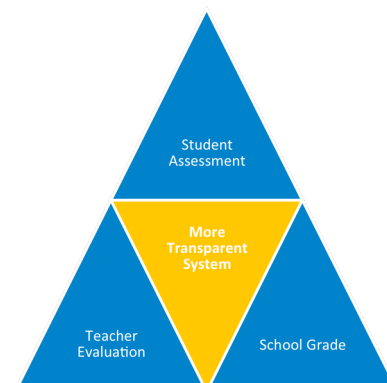 Student
Assessment
More
Transparent
System
Teacher
Evaluation
School Grade